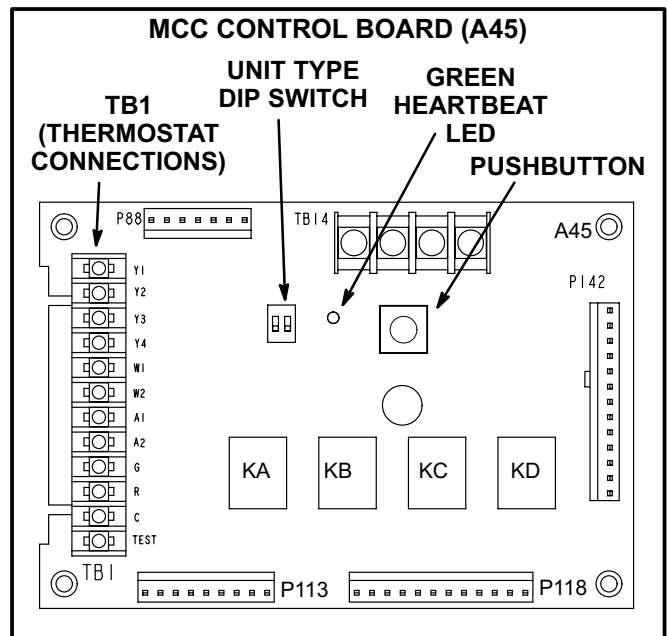 MCC CONTROL BOARD (A45)
UNIT TYPE
DIP SWITCH
GREEN
HEARTBEAT
LED
TB1
(THERMOSTAT
CONNECTIONS)
PUSHBUTTON
P88
TB14
A45
P142
Y1
Y2
Y3
Y4
W1
W2
A1
A2
G
R
C
TEST
KA
KB
KC
KD
TB1
P113
P118